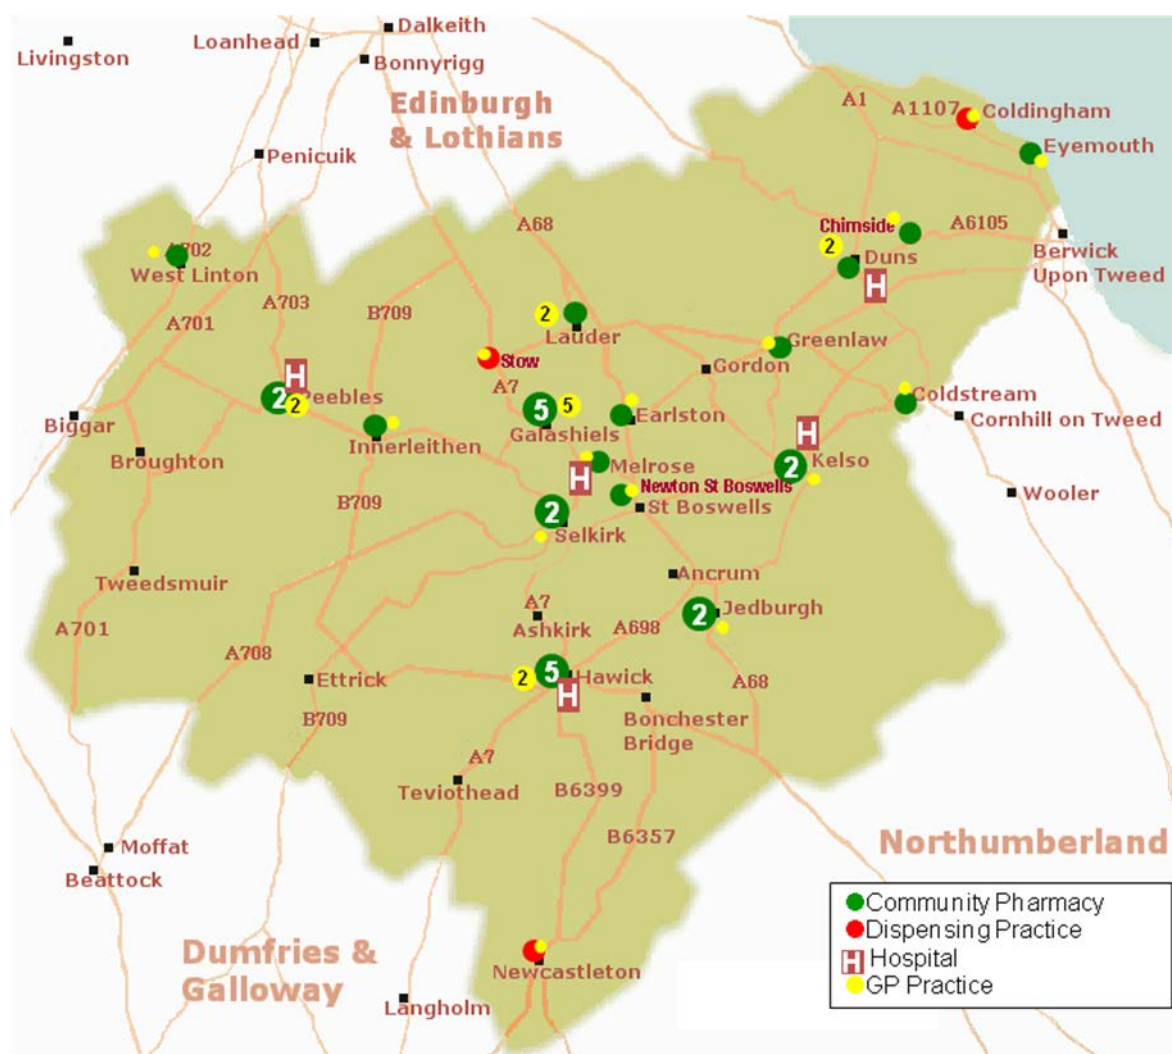 Dalkeith
Livingston
Loanhead
Bonnyrigg
Edinburgh
& Lothians
A1
A1107
Coldingham
Eyemouth
Penicuik
A68
Chirnside
A6105
2
Duns
Berwick
Upon Tweed
H
A702
West Linton
A703
B709
A701
2
Lauder
Greenlaw
Stow
Gordon
H
2
Peebles
2
A7
5
5
Galashiels
Earlston
Coldstream
Cornhill on Tweed
Biggar
Broughton
Innerleithen
H
Kelso
2
Melrose
H
Newton St Boswells
St Boswells
Wooler
B709
2
Selkirk
Tweedsmuir
Ancrum
A7
Ashkirk
2
Jedburgh
A701
A708
A698
Ettrick
2
5
Hawick
H
A68
B709
Bonchester
Bridge
A7
Teviothead
B6399
B6357
Moffat
Beattock
Northumberland
Dumfries &
Galloway
Newcastleton
Langholm
Community Pharmacy
Dispensing Practice
H Hospital
GP Practice